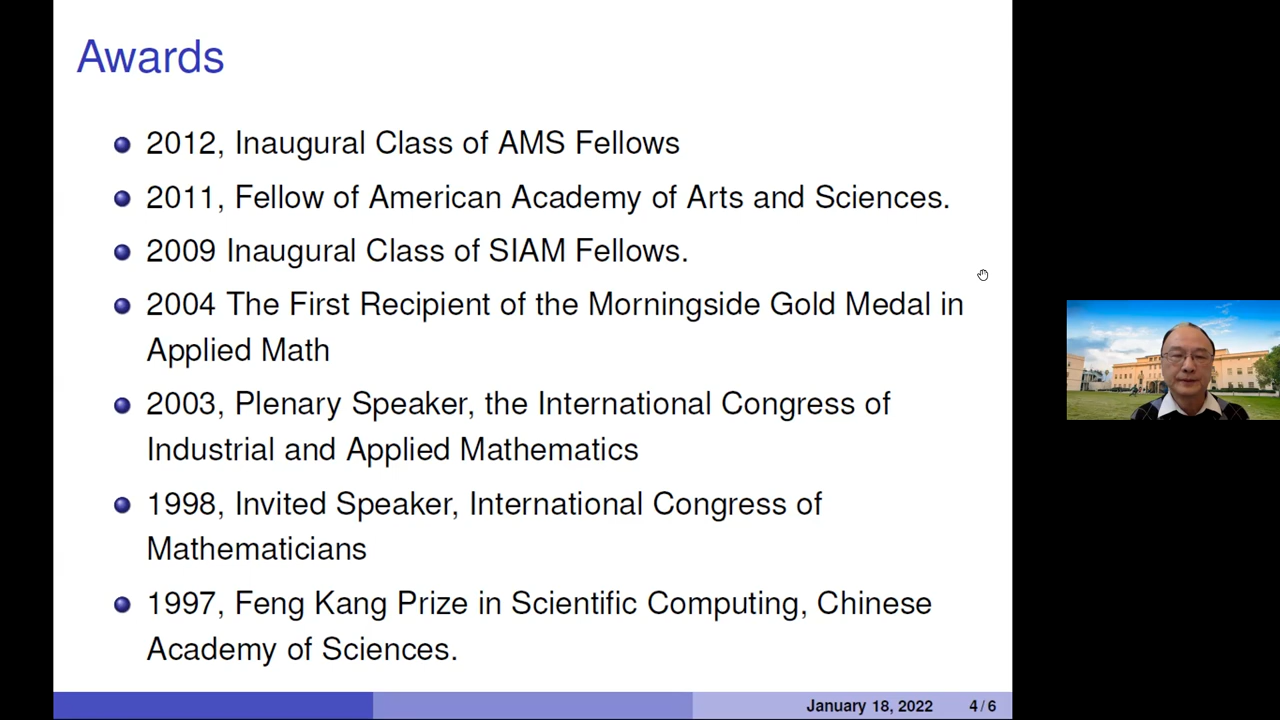 Awards
2012, Inaugural Class of AMS Fellows
2011, Fellow of American Academy of Arts and Sciences.
2009 Inaugural Class of SIAM Fellows.
2004 The First Recipient of the Morningside Gold Medal in
Applied Math
2003, Plenary Speaker, the International Congress of
Industrial and Applied Mathematics
1998, Invited Speaker, International Congress of
Mathematicians
1997, Feng Kang Prize in Scientific Computing, Chinese
Academy of Sciences.
January 18, 2022 4 / 6